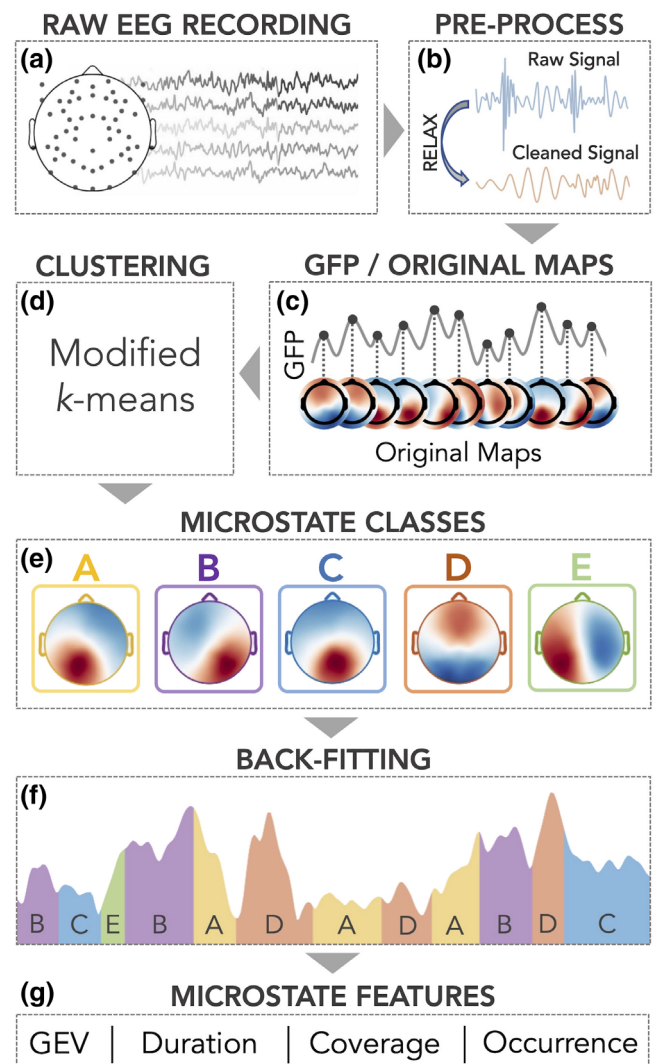 RAW EEG RECORDING
(a)
PRE-PROCESS
(b)
Raw Signal
RELAX
Cleaned Signal
GFP / ORIGINAL MAPS
(c)
GFP
Original Maps
CLUSTERING
(d)
Modified
k-means
MICROSTATE CLASSES
(e)
A B C D E
BACK-FITTING
(f)
B C E B A D A D A B D C
(g)
MICROSTATE FEATURES
GEV | Duration | Coverage | Occurrence